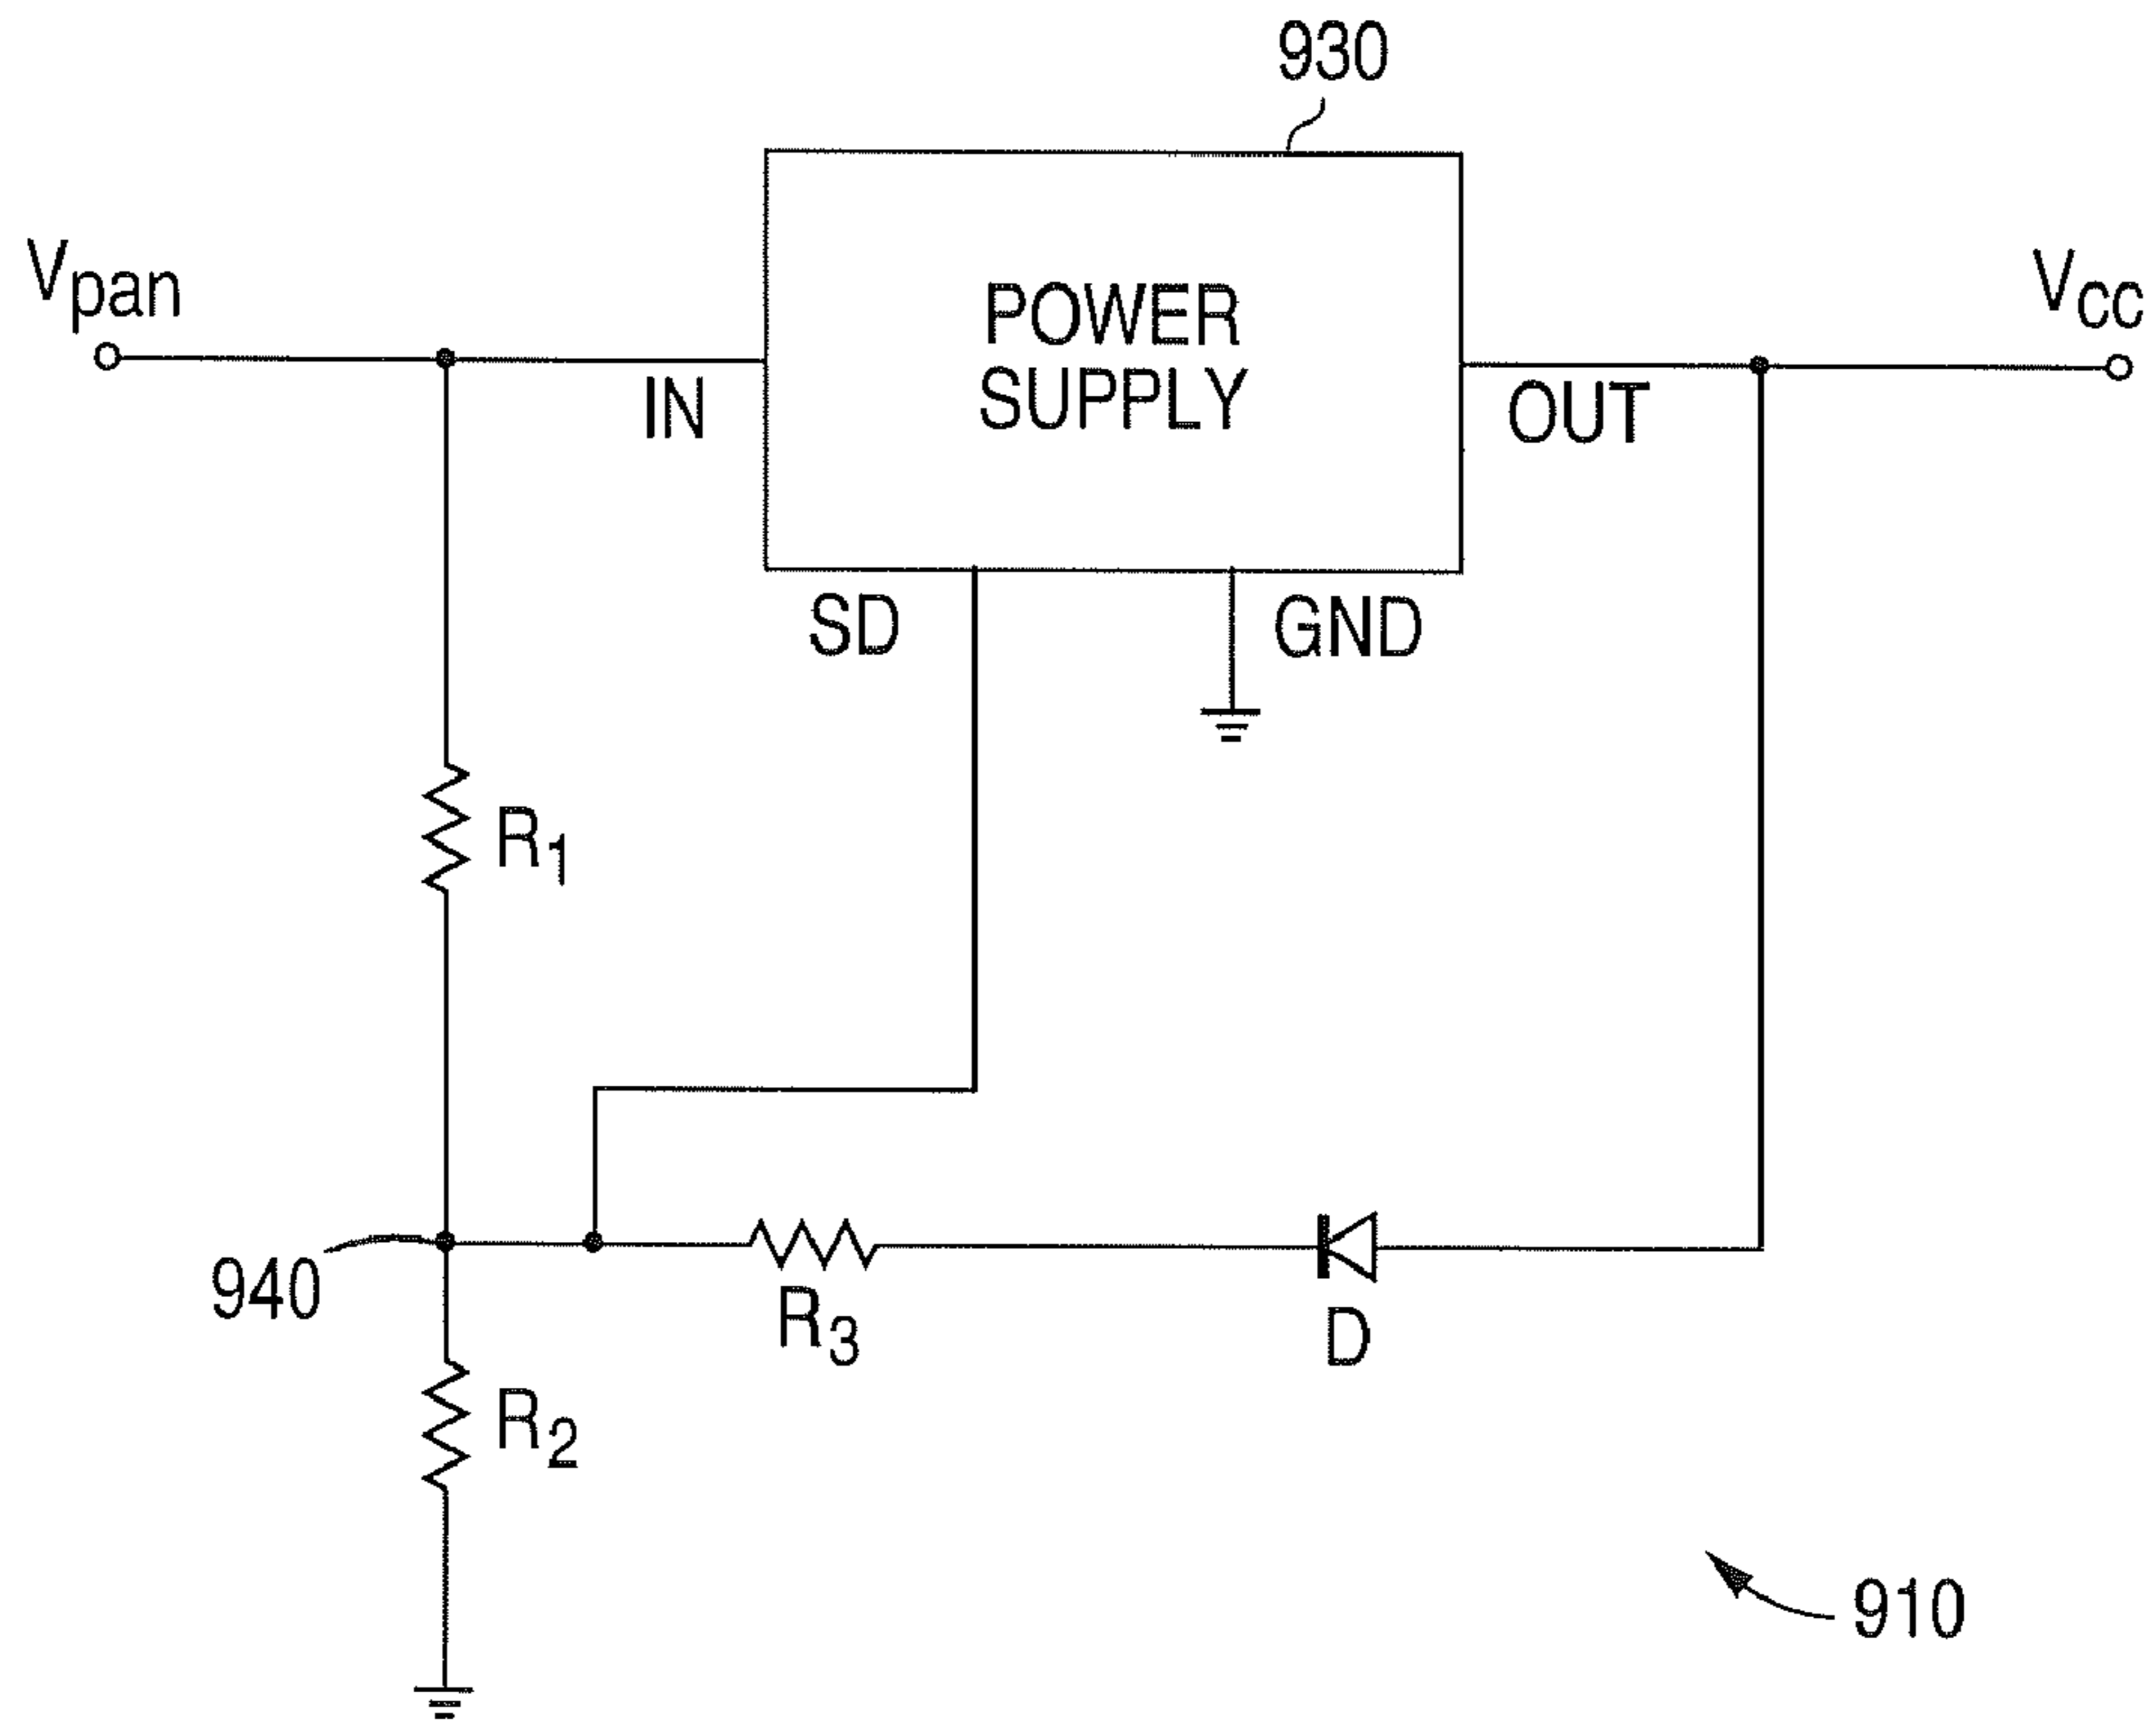 930
Vpan
VCC
POWER
SUPPLY
IN
OUT
SD
GND
R1
940
R3
D
R2
910